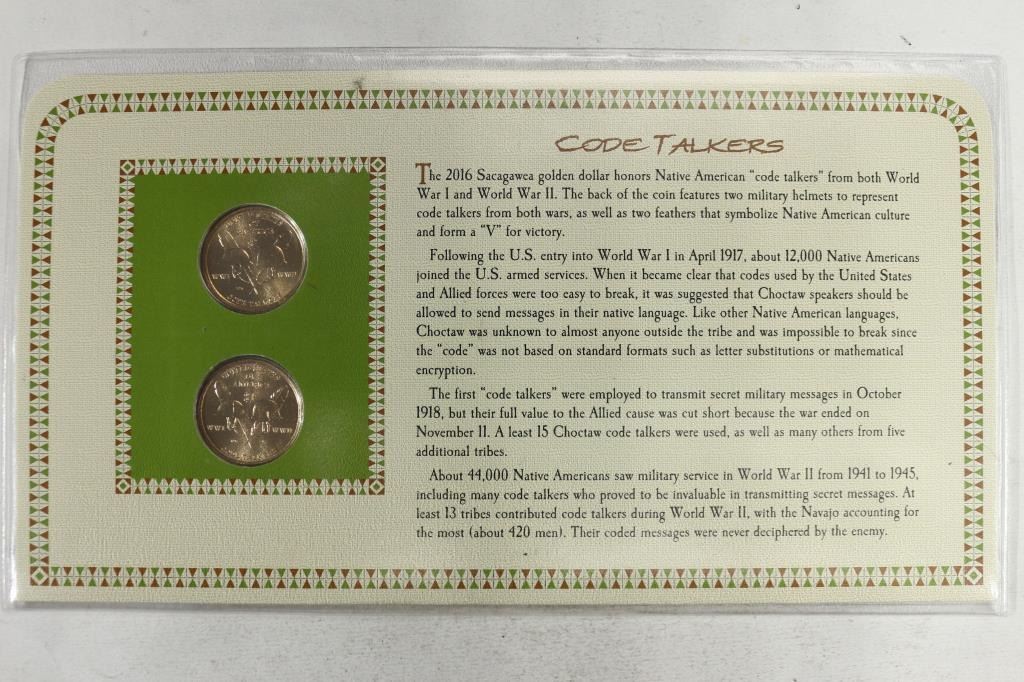 CODE TALKERS
The 2016 Sacagawea golden dollar honors Native American "code talkers" from both World
War I and World War II. The back of the coin features two military helmets to represent
code talkers from both wars, as well as two feathers that symbolize Native American culture
and form a "V" for victory.
Following the U.S. entry into World War I in April 1917, about 12,000 Native Americans
joined the U.S. armed services. When it became clear that codes used by the United States
and Allied forces were too easy to break, it was suggested that Choctaw speakers should be
allowed to send messages in their native language. Like other Native American languages,
Choctaw was unknown to almost anyone outside the tribe and was impossible to break since
the "code" was not based on standard formats such as letter substitutions or mathematical
encryption.
The first "code talkers" were employed to transmit secret military messages in October
1918, but their full value to the Allied cause was cut short because the war ended on
November 11. A least 15 Choctaw code talkers were used, as well as many others from five
additional tribes.
About 44,000 Native Americans saw military service in World War II from 1941 to 1945,
including many code talkers who proved to be invaluable in transmitting secret messages. At
least 13 tribes contributed code talkers during World War II, with the Navajo accounting for
the most (about 420 men). Their coded messages were never deciphered by the enemy.
WWI WWII
UNITED STATES
OF
AMERICA
WWI WWII